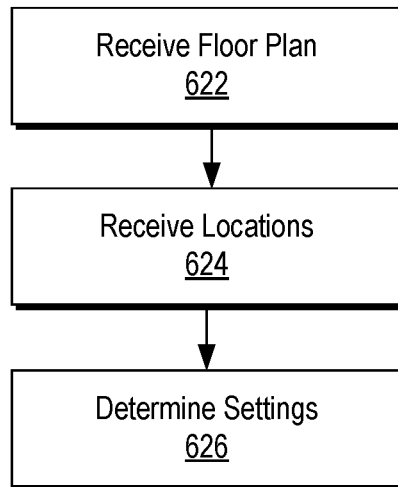 Receive Floor Plan
622
Receive Locations
624
Determine Settings
626